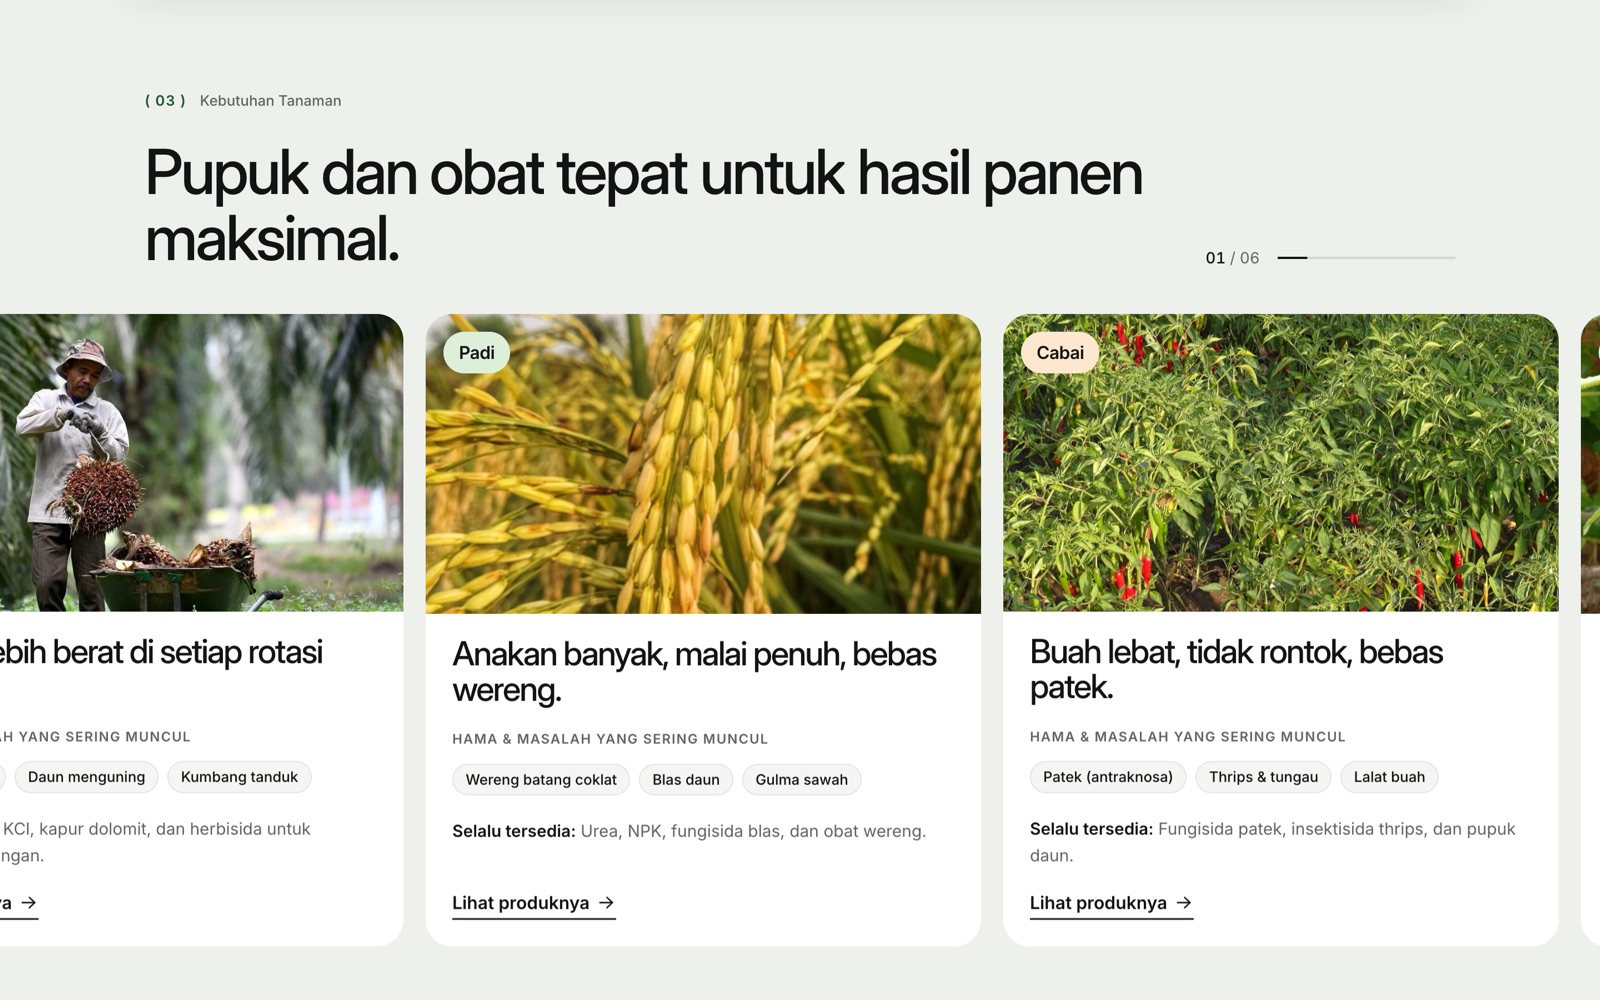 ( 03 ) Kebutuhan Tanaman
Pupuk dan obat tepat untuk hasil panen
maksimal.
01 / 06
berat di setiap rotasi
YANG SERING MUNCUL
Daun menguning
Kumbang tanduk
KCl, kapur dolomit, dan herbisida untuk
Padi
Anakan banyak, malai penuh, bebas
wereng.
HAMA & MASALAH YANG SERING MUNCUL
Wereng batang coklat
Blas daun
Gulma sawah
Selalu tersedia: Urea, NPK, fungisida blas, dan obat wereng.
Lihat produknya →
Cabai
Buah lebat, tidak rontok, bebas
patek.
HAMA & MASALAH YANG SERING MUNCUL
Patek (antraknosa)
Thrips & tungau
Lalat buah
Selalu tersedia: Fungisida patek, insektisida thrips, dan pupuk
daun.
Lihat produknya →